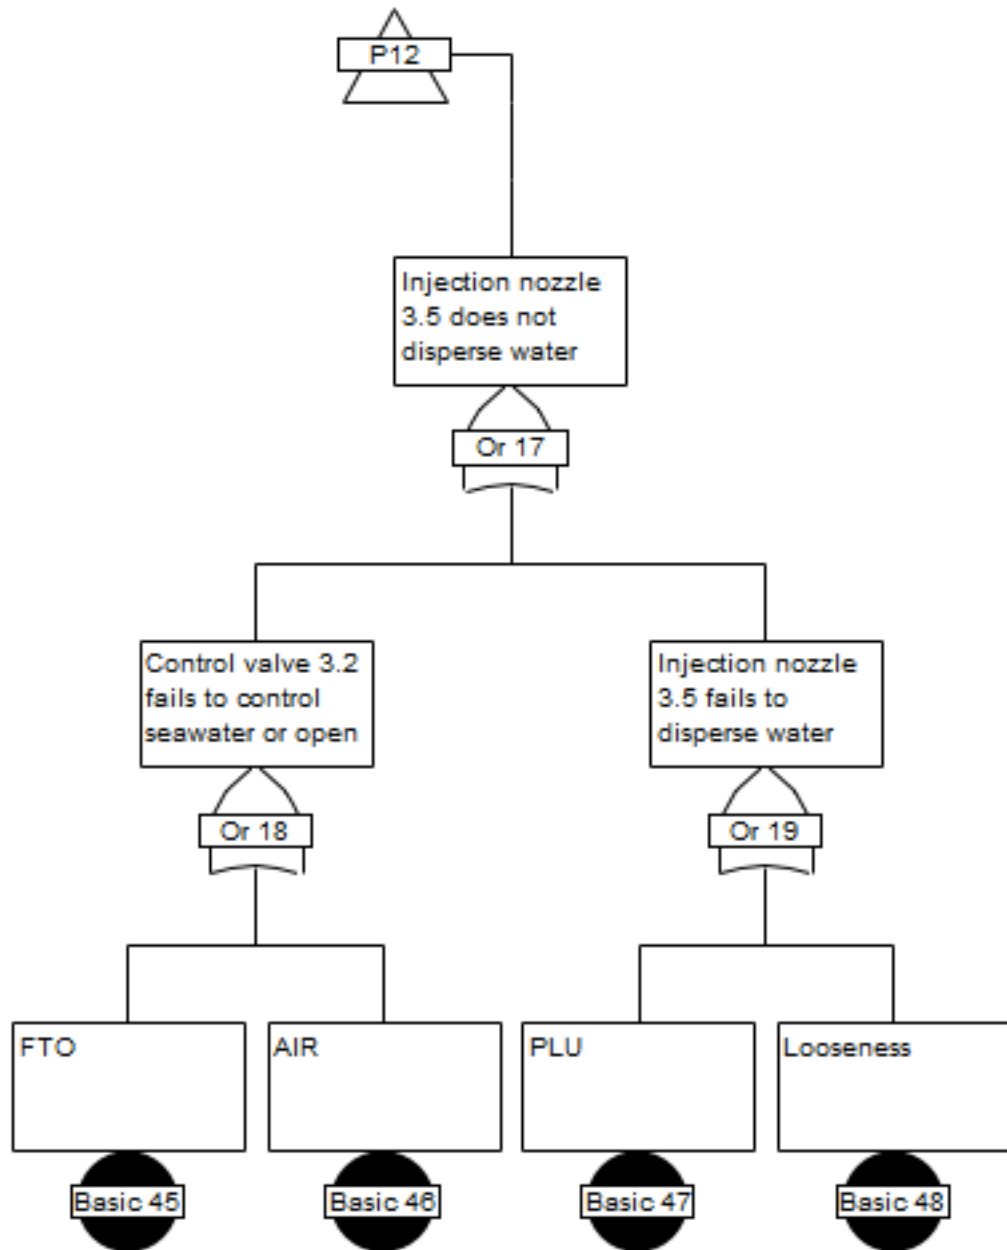 P12
Injection nozzle
3.5 does not
disperse water
Or 17
Control valve 3.2
fails to control
seawater or open
Injection nozzle
3.5 fails to
disperse water
Or 18
Or 19
FTO
AIR
PLU
Looseness
Basic 45
Basic 46
Basic 47
Basic 48